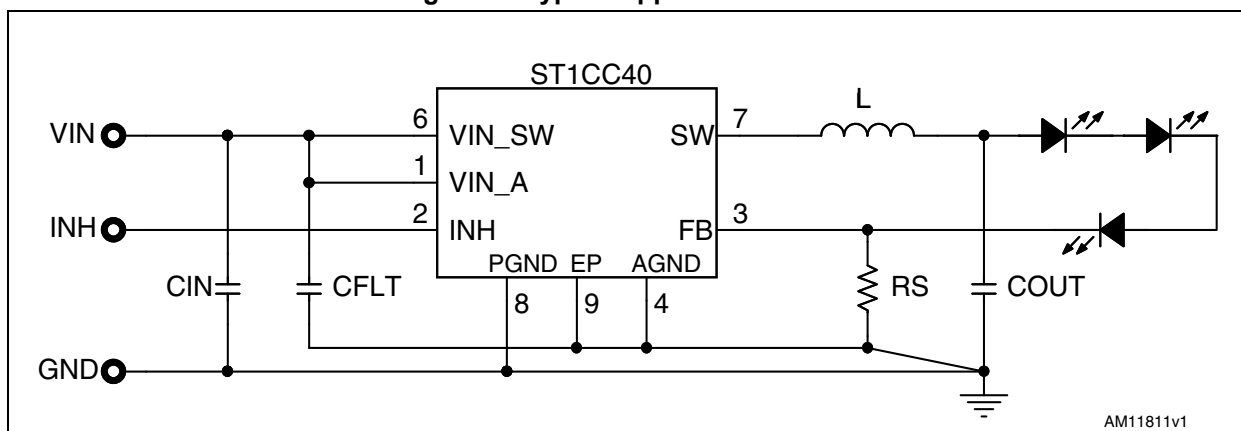 ST1CC40
L
VIN
6
VIN_SW
SW
7
1
VIN_A
INH
2
INH
FB
3
PGND EP AGND
CIN
CFLT
8
9
4
RS
COUT
GND
AM11811v1